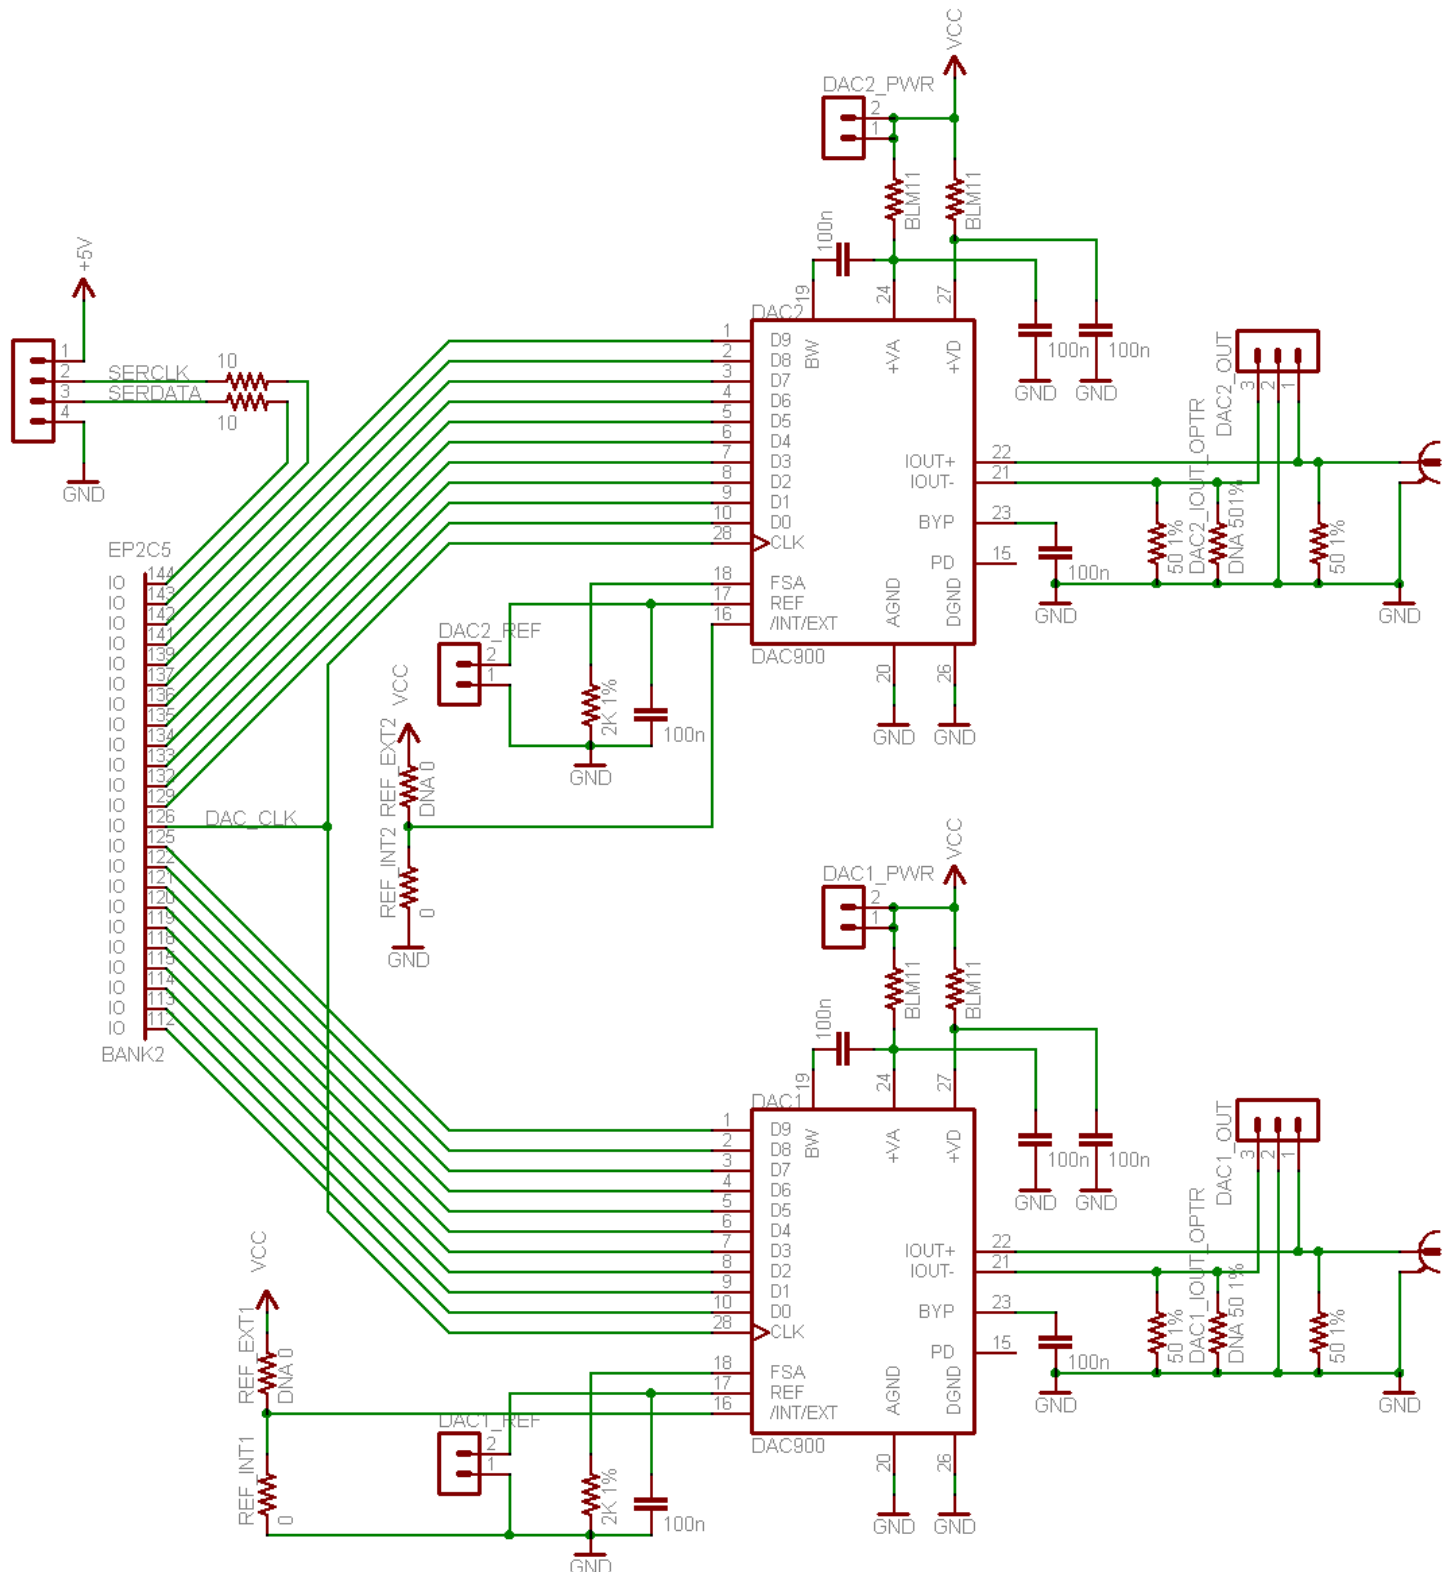 VCC
DAC2_PWR
2
1
BLM11
BLM11
100n
19
24
27
DAC2
BW
+VA
+VD
100n
100n
GND
GND
+5V
1
2
3
4
SERCLK
SERDATA
10
10
GND
1 D9
2 D8
3 D7
4 D6
5 D5
6 D4
7 D3
8 D2
9 D1
10 D0
28 CLK
18 FSA
17 REF
16 /INT/EXT
IOUT+ 22
IOUT- 21
BYP 23
PD 15
AGND
DGND
DAC900
20
26
GND
GND
DAC2_OUT
3
2
1
50 1%
DAC2_IOUT_OPTR
DNA 501%
50 1%
100n
GND
GND
DAC2_REF
2
1
2K 1%
100n
GND
VCC
REF_EXT2
DNA 0
REF_INT2
0
GND
EP2C5
IO 144
IO 143
IO 142
IO 141
IO 139
IO 137
IO 136
IO 135
IO 134
IO 133
IO 132
IO 129
IO 126
IO 125
IO 122
IO 121
IO 120
IO 119
IO 118
IO 115
IO 114
IO 113
IO 112
BANK2
DAC_CLK
VCC
DAC1_PWR
2
1
BLM11
BLM11
100n
19
24
27
DAC1
BW
+VA
+VD
100n
100n
GND
GND
1 D9
2 D8
3 D7
4 D6
5 D5
6 D4
7 D3
8 D2
9 D1
10 D0
28 CLK
18 FSA
17 REF
16 /INT/EXT
IOUT+ 22
IOUT- 21
BYP 23
PD 15
AGND
DGND
DAC900
20
26
GND
GND
DAC1_OUT
3
2
1
50 1%
DAC1_IOUT_OPTR
DNA 50 1%
50 1%
100n
GND
GND
VCC
REF_EXT1
DNA 0
REF_INT1
0
DAC1_REF
2
1
2K 1%
100n
GND